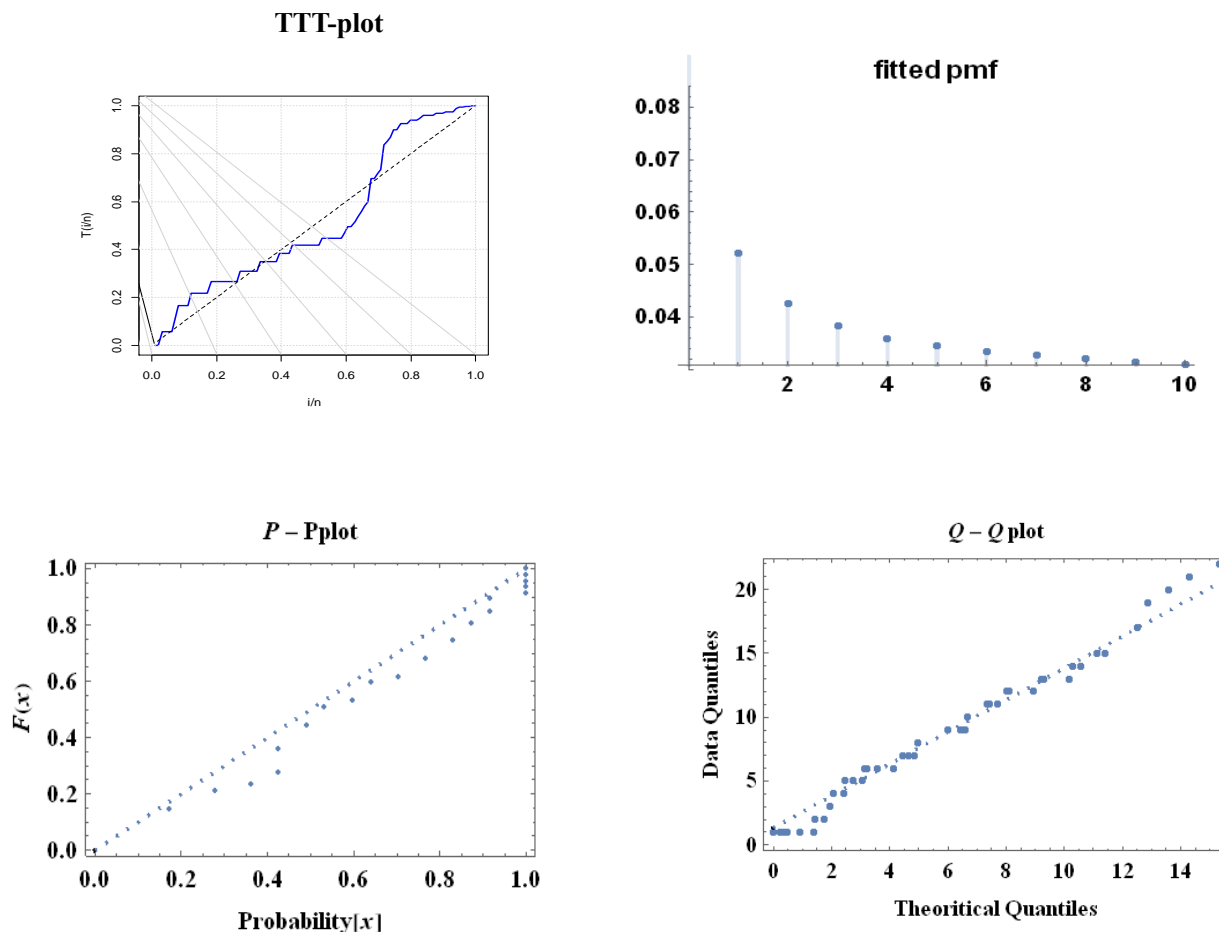 TTT-plot
T(i/n)
1.0
0.8
0.6
0.4
0.2
0.0
0.0 0.2 0.4 0.6 0.8 1.0
i/n
fitted pmf
0.08
0.07
0.06
0.05
0.04
2 4 6 8 10
P – Pplot
F(x)
1.0
0.8
0.6
0.4
0.2
0.0
0.0 0.2 0.4 0.6 0.8 1.0
Probability[x]
Q – Q plot
Data Quantiles
20
15
10
5
0
0 2 4 6 8 10 12 14
Theoritical Quantiles